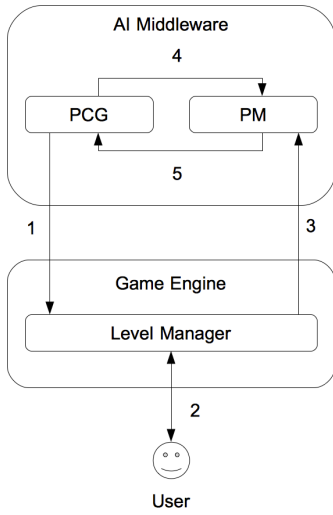 AI Middleware
4
PCG
PM
5
1
3
Game Engine
Level Manager
2
User